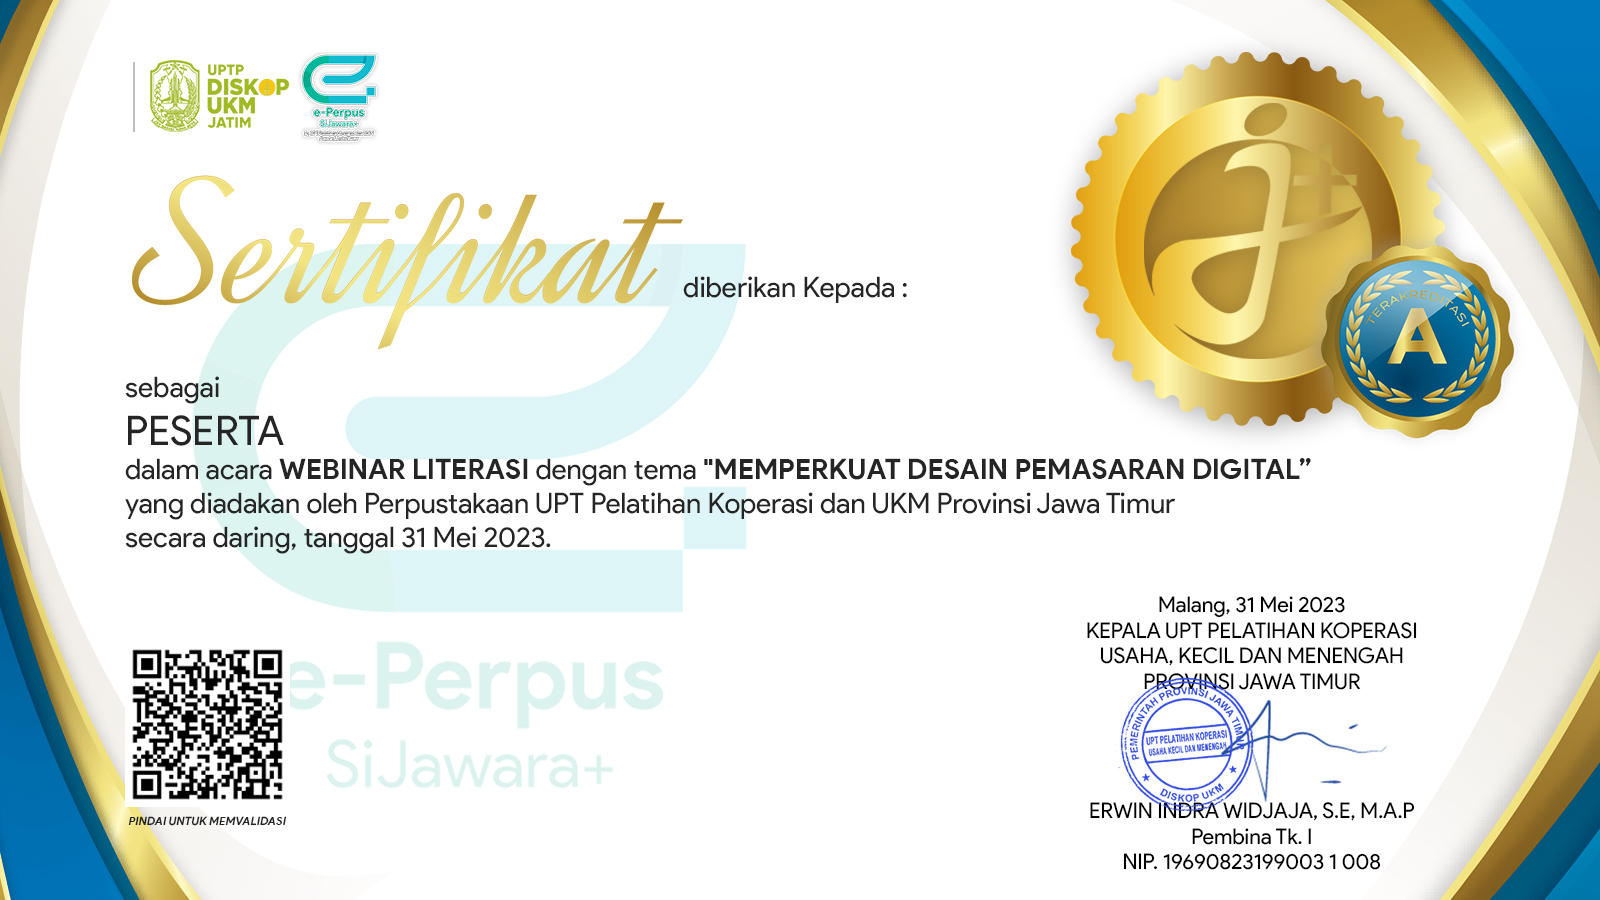 UPTP
DISKOP
UKM
JATIM
e-Perpus
SiJawara+
Sertifikat diberikan Kepada :
TERAKREDITASI
A
sebagai
PESERTA
dalam acara WEBINAR LITERASI dengan tema "MEMPERKUAT DESAIN PEMASARAN DIGITAL”
yang diadakan oleh Perpustakaan UPT Pelatihan Koperasi dan UKM Provinsi Jawa Timur
secara daring, tanggal 31 Mei 2023.
e-Perpus
SiJawara+
PINDAI UNTUK MEMVALIDASI
Malang, 31 Mei 2023
KEPALA UPT PELATIHAN KOPERASI
USAHA, KECIL DAN MENENGAH
PROVINSI JAWA TIMUR
PEMERINTAH PROVINSI JAWA TIMUR
UPT PELATIHAN KOPERASI
USAHA KECIL DAN MENENGAH
DISKOP UKM
ERWIN INDRA WIDJAJA, S.E, M.A.P
Pembina Tk. I
NIP. 19690823199003 1 008